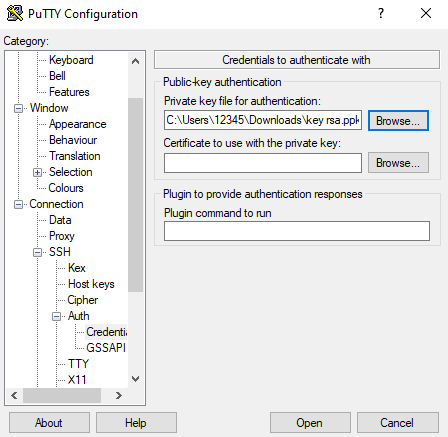 PuTTY Configuration
Category:
Keyboard
Bell
Features
Window
Appearance
Behaviour
Translation
Selection
Colours
Connection
Data
Proxy
SSH
Kex
Host keys
Cipher
Auth
Credentia
GSSAPI
TTY
X11
Credentials to authenticate with
Public-key authentication
Private key file for authentication:
C:\Users\12345\Downloads\key rsa.ppk Browse...
Certificate to use with the private key:
Browse...
Plugin to provide authentication responses
Plugin command to run
About Help Open Cancel